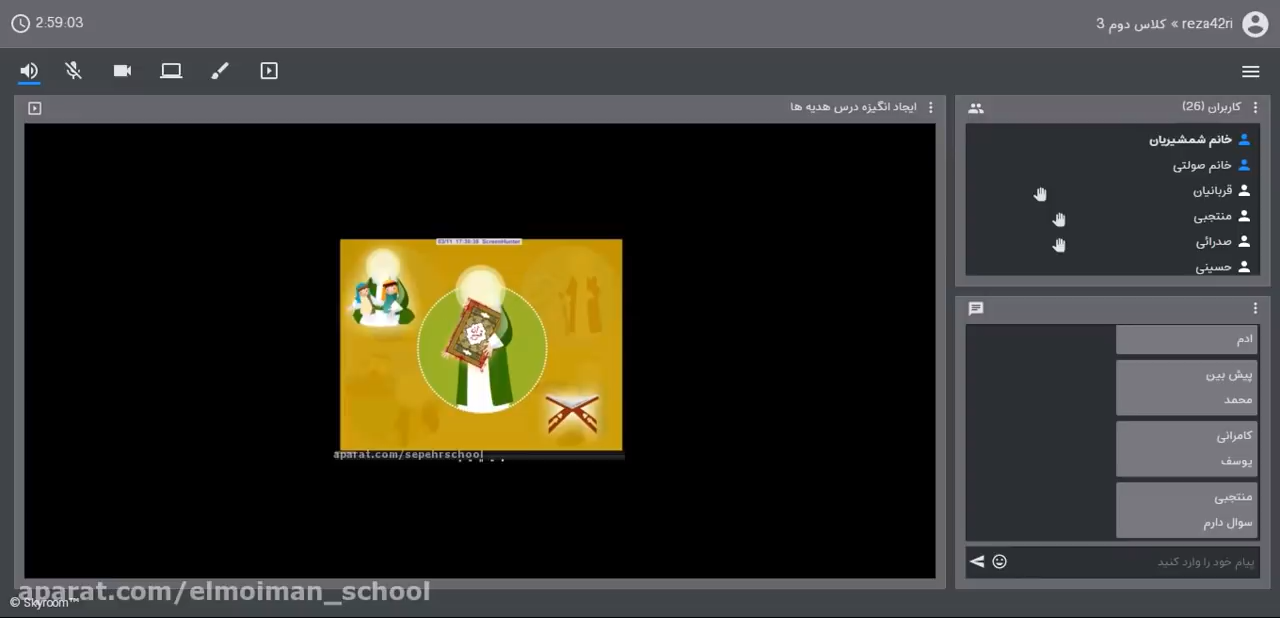 2:59:03
reza42ri » کلاس دوم 3
ایجاد انگیزه درس هدیه ها
aparat.com/sepehrschool
کاربران (26)
خانم شمشیریان
خانم صولتی
قربانیان
منتجبی
صدرائی
حسینی
ادم
پیش بین
محمد
کامرانی
یوسف
منتجبی
سوال دارم
پیام خود را وارد کنید
aparat.com/elmoiman_school
© Skyroom™